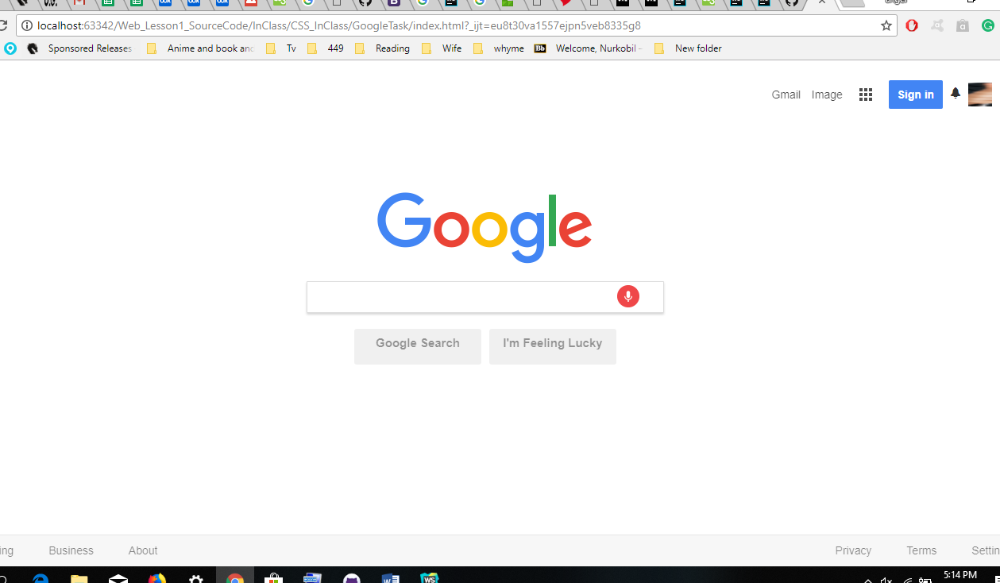 localhost:63342/Web_Lesson1_SourceCode/InClass/CSS_InClass/GoogleTask/index.html?_ijt=eu8t30va1557ejpn5veb8335g8
Sponsored Releases Anime and book and Tv 449 Reading Wife whyme Bb Welcome, Nurkobil - New folder
Gmail Image Sign in
Google
Google Search I'm Feeling Lucky
ing Business About Privacy Terms Settin
5:14 PM